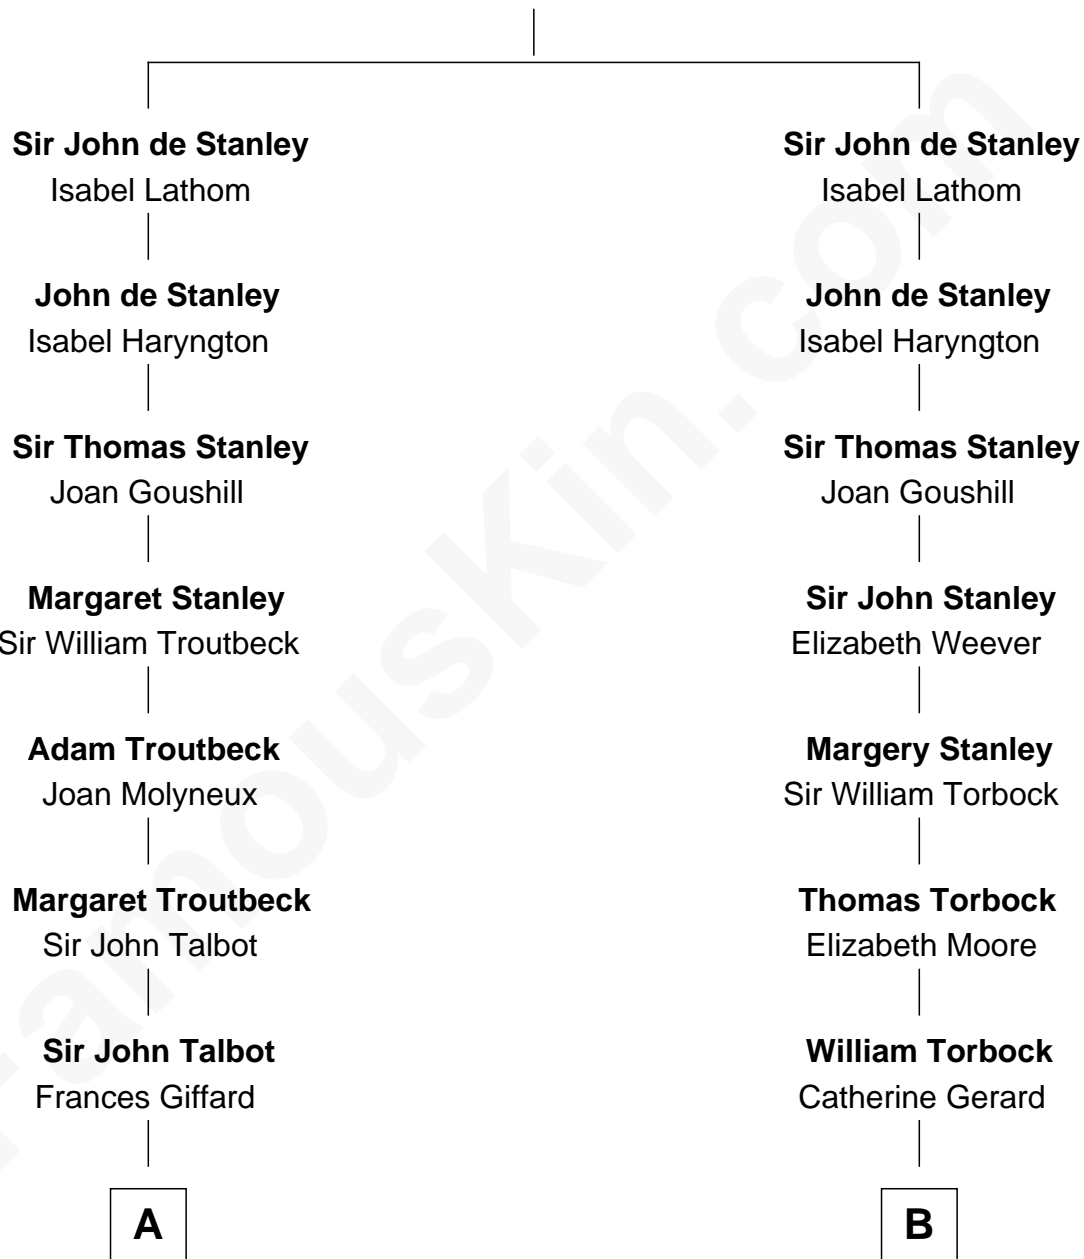 Sir John de Stanley
Isabel Lathom
John de Stanley
Isabel Haryngton
Sir Thomas Stanley
Joan Goushill
Margaret Stanley
Sir William Troutbeck
Adam Troutbeck
Joan Molyneux
Margaret Troutbeck
Sir John Talbot
Sir John Talbot
Frances Giffard
A
Sir John de Stanley
Isabel Lathom
John de Stanley
Isabel Haryngton
Sir Thomas Stanley
Joan Goushill
Sir John Stanley
Elizabeth Weever
Margery Stanley
Sir William Torbock
Thomas Torbock
Elizabeth Moore
William Torbock
Catherine Gerard
B
FamousKin.com